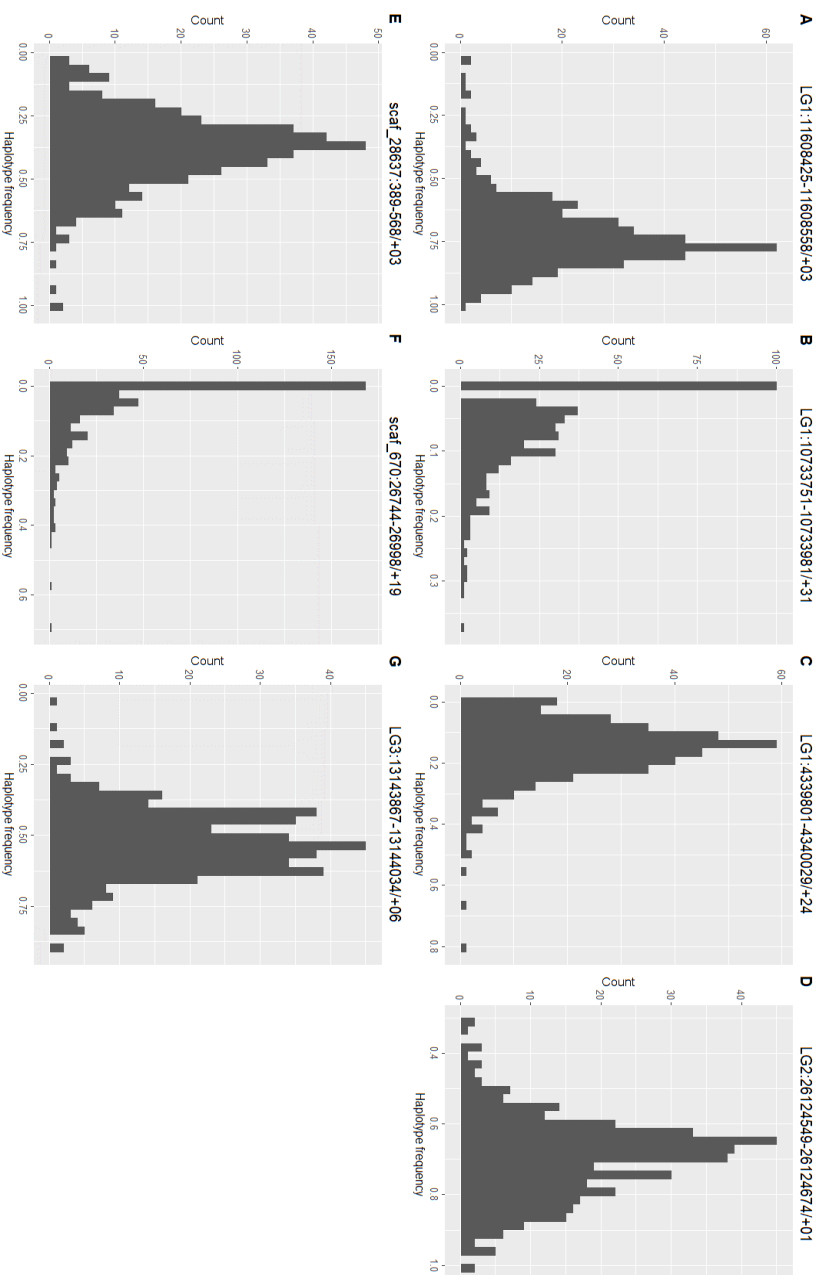 A
LG1:11608425-11608558/+03
Count
0
20
40
60
0.00
0.25
0.50
0.75
1.00
Haplotype frequency
B
LG1:10733751-10733981/+31
Count
0
25
50
75
100
0.0
0.1
0.2
0.3
Haplotype frequency
C
LG1:4339801-4340029/+24
Count
0
20
40
60
0.0
0.2
0.4
0.6
0.8
Haplotype frequency
D
LG2:26124549-26124674/+01
Count
0
10
20
30
40
0.4
0.6
0.8
1.0
Haplotype frequency
E
scaf_28637:389-568/+03
Count
0
10
20
30
40
50
0.00
0.25
0.50
0.75
1.00
Haplotype frequency
F
scaf_670:26744-26998/+19
Count
0
50
100
150
0.0
0.2
0.4
0.6
Haplotype frequency
G
LG3:13143867-13144034/+06
Count
0
10
20
30
40
0.00
0.25
0.50
0.75
Haplotype frequency